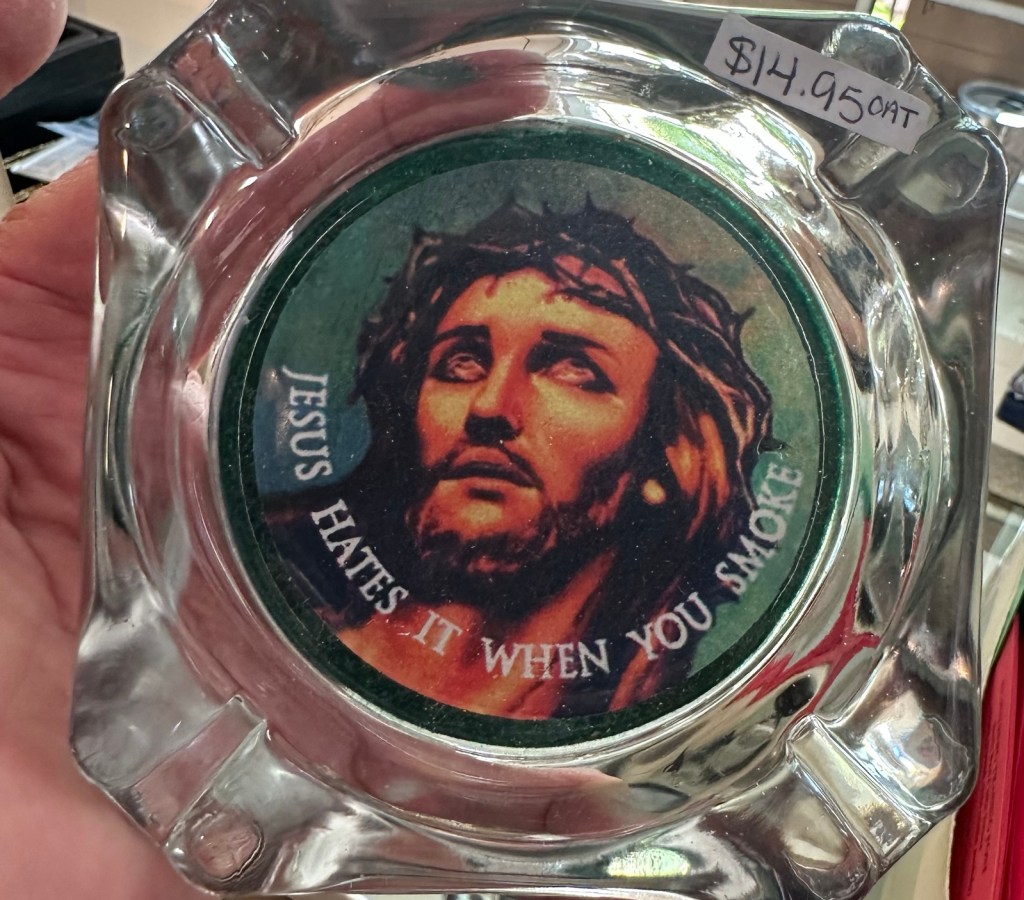 $14.95 OAT
JESUS HATES IT WHEN YOU SMOKE